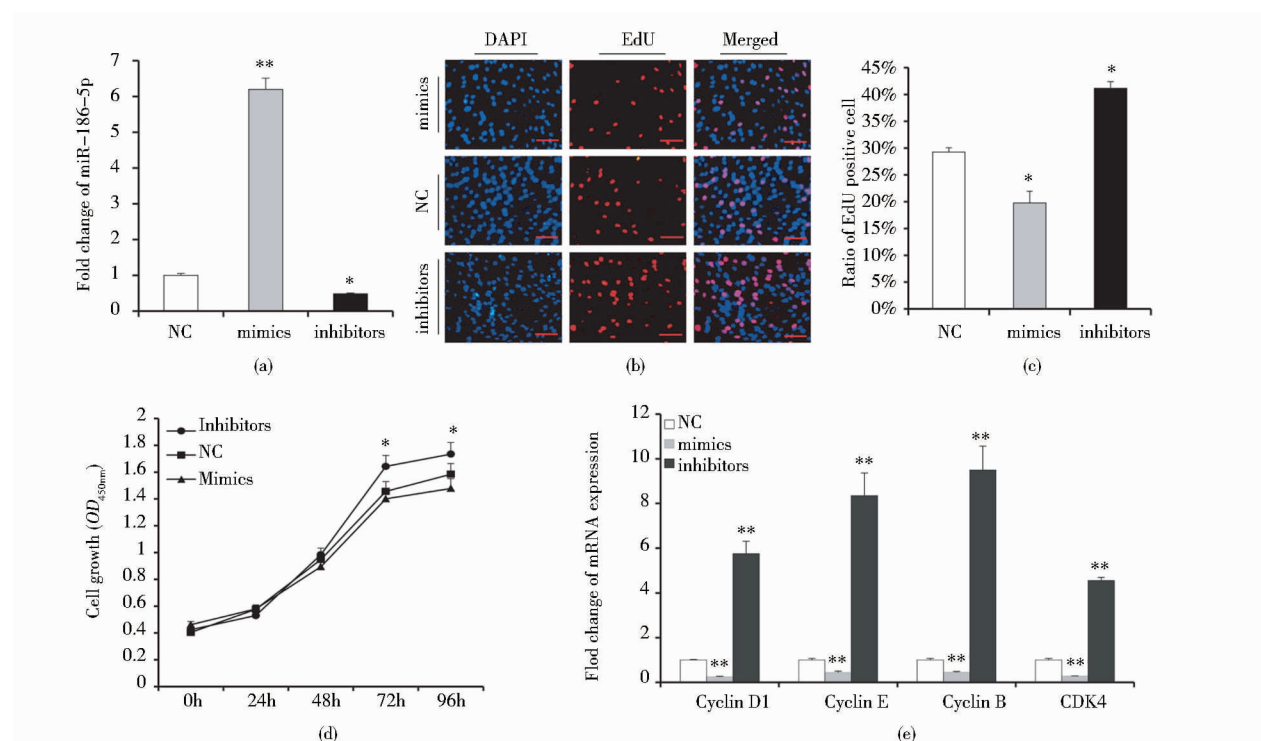 Fold change of miR-186-5p
7
6
5
4
3
2
1
0
**
*
NC mimics inhibitors
(a)
DAPI EdU Merged
mimics
NC
inhibitors
(b)
Ratio of EdU positive cell
45%
40%
45%
30%
25%
20%
15%
10%
5%
0%
*
*
NC mimics inhibitors
(c)
Cell growth (OD450nm)
2
1.8
1.6
1.4
1.2
1
0.8
0.6
0.4
0.2
0
Inhibitors
NC
Mimics
*
*
0h 24h 48h 72h 96h
(d)
Flod change of mRNA expression
12
10
8
6
4
2
0
NC
mimics
inhibitors
** ** ** **
** ** ** **
Cyclin D1 Cyclin E Cyclin B CDK4
(e)